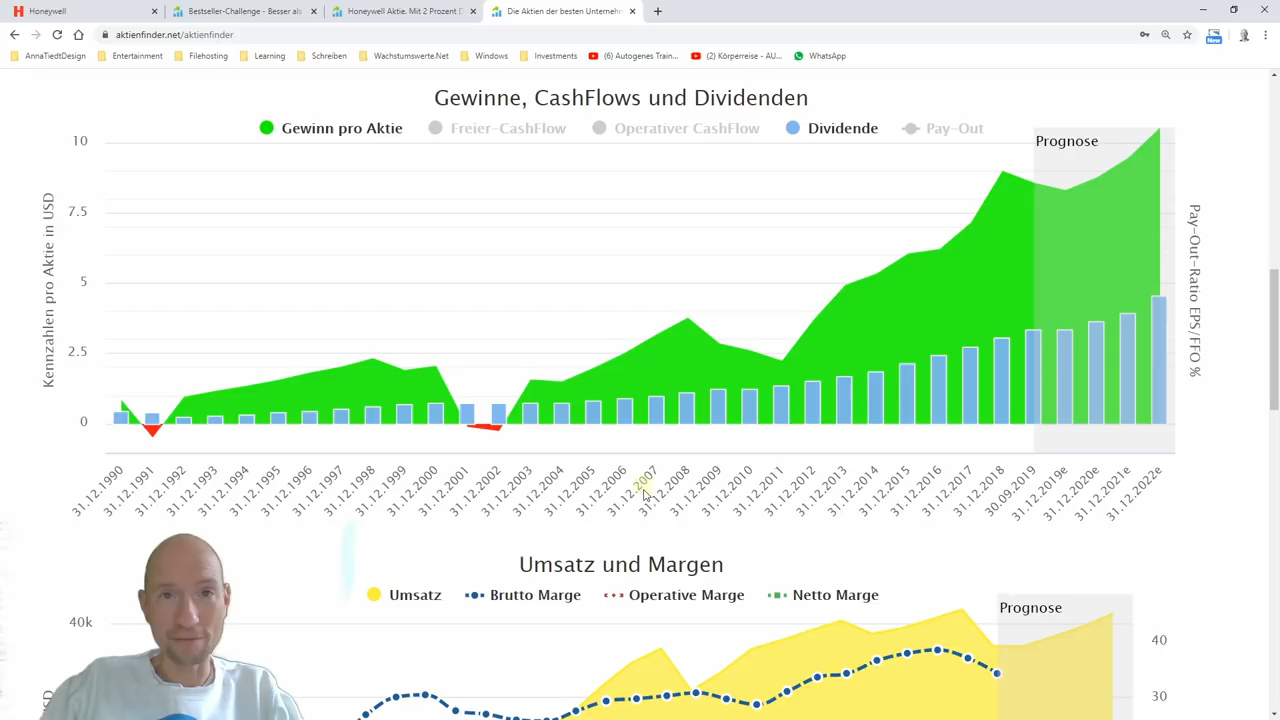 Honeywell
Bestseller-Challenge - Besser als
Honeywell Aktie. Mit 2 Prozent D
Die Aktien der besten Unternehm
aktienfinder.net/aktienfinder
New
AnnaTiedtDesign
Entertainment
Filehosting
Learning
Schreiben
Wachstumswerte.Net
Windows
Investments
(6) Autogenes Train...
(2) Körperreise - AU...
WhatsApp
Gewinne, CashFlows und Dividenden
Gewinn pro Aktie
Freier-CashFlow
Operativer CashFlow
Dividende
Pay-Out
Prognose
10
7.5
5
2.5
0
Kennzahlen pro Aktie in USD
Pay-Out-Ratio EPS/FFO %
31.12.1990
31.12.1991
31.12.1992
31.12.1993
31.12.1994
31.12.1995
31.12.1996
31.12.1997
31.12.1998
31.12.1999
31.12.2000
31.12.2001
31.12.2002
31.12.2003
31.12.2004
31.12.2005
31.12.2006
31.12.2007
31.12.2008
31.12.2009
31.12.2010
31.12.2011
31.12.2012
31.12.2013
31.12.2014
31.12.2015
31.12.2016
31.12.2017
31.12.2018
30.09.2019
31.12.2019e
31.12.2020e
31.12.2021e
31.12.2022e
Umsatz und Margen
Umsatz
Brutto Marge
Operative Marge
Netto Marge
Prognose
40k
40
30